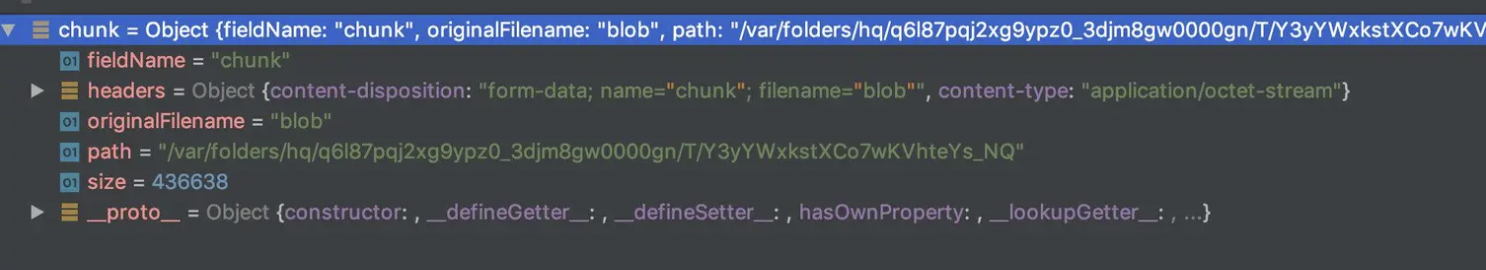 chunk = Object {fieldName: "chunk", originalFilename: "blob", path: "/var/folders/hq/q6l87pqj2xg9ypz0_3djm8gw0000gn/T/Y3yYWxkstXCo7wKV
01 fieldName = "chunk"
headers = Object {content-disposition: "form-data; name="chunk"; filename="blob"", content-type: "application/octet-stream"}
01 originalFilename = "blob"
01 path = "/var/folders/hq/q6l87pqj2xg9ypz0_3djm8gw0000gn/T/Y3yYWxkstXCo7wKVhteYs_NQ"
01 size = 436638
__proto__ = Object {constructor: , __defineGetter__: , __defineSetter__: , hasOwnProperty: , __lookupGetter__: , ...}